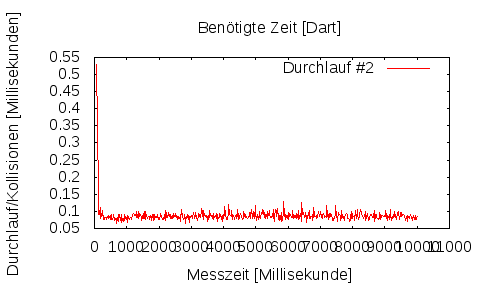 Benötigte Zeit [Dart]
Durchlauf/Kollisionen [Millisekunden]
Durchlauf #2
0.55
0.5
0.45
0.4
0.35
0.3
0.25
0.2
0.15
0.1
0.05
0 1000 2000 3000 4000 5000 6000 7000 8000 9000 10000 11000
Messzeit [Millisekunde]